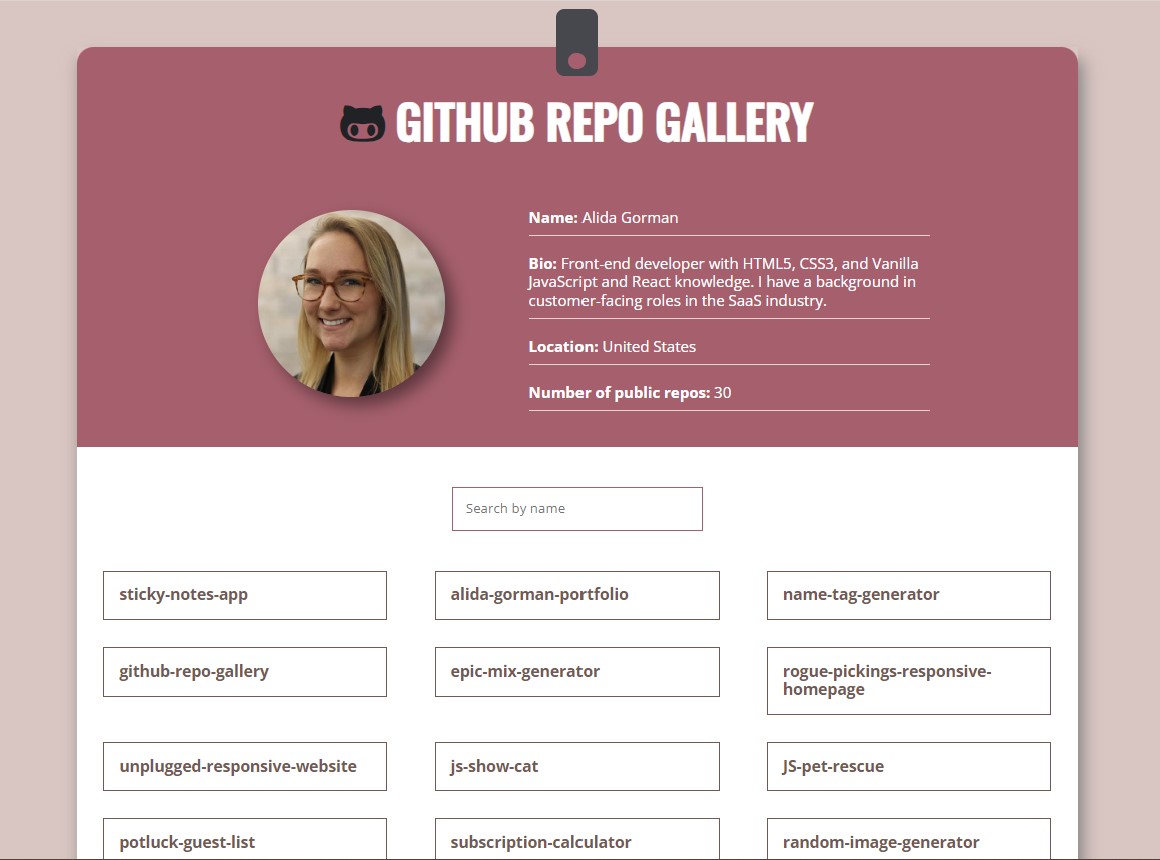 GITHUB REPO GALLERY
Name: Alida Gorman
Bio: Front-end developer with HTML5, CSS3, and Vanilla
JavaScript and React knowledge. I have a background in
customer-facing roles in the SaaS industry.
Location: United States
Number of public repos: 30
Search by name
sticky-notes-app
alida-gorman-portfolio
name-tag-generator
github-repo-gallery
epic-mix-generator
rogue-pickings-responsive-
homepage
unplugged-responsive-website
js-show-cat
JS-pet-rescue
potluck-guest-list
subscription-calculator
random-image-generator